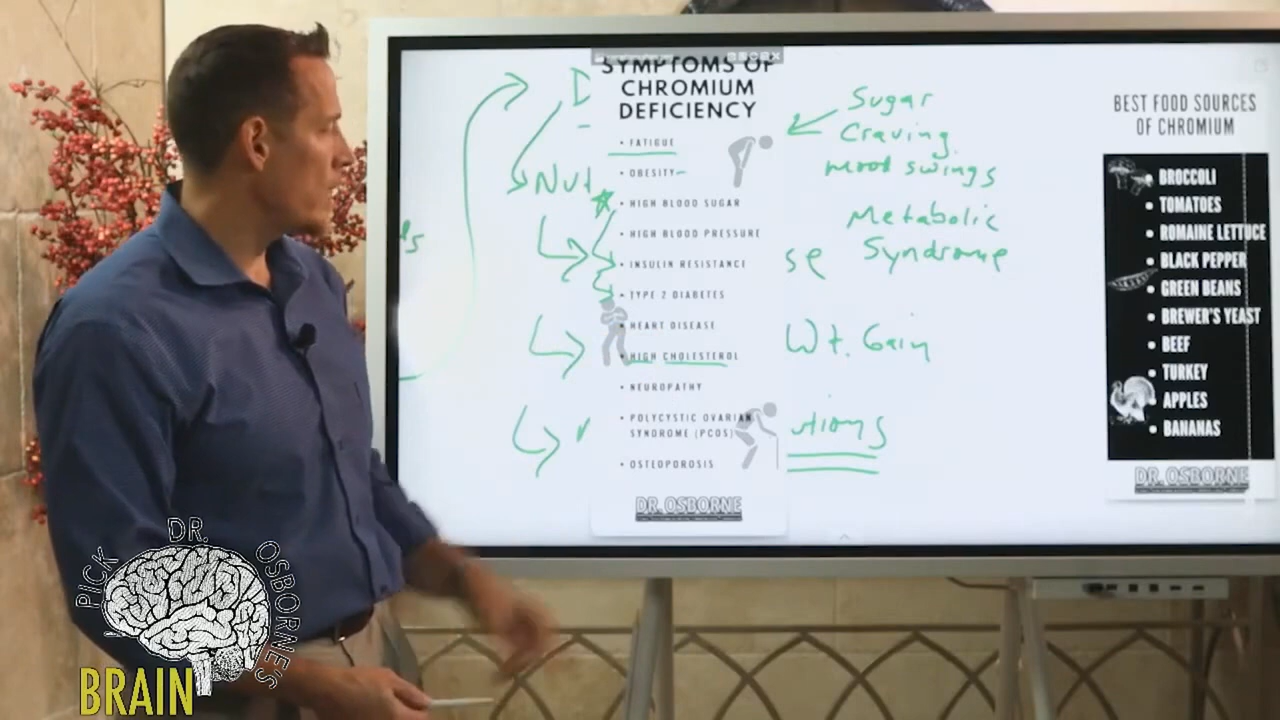 SYMPTOMS OF
CHROMIUM
DEFICIENCY
• FATIGUE
• OBESITY
• HIGH BLOOD SUGAR
• HIGH BLOOD PRESSURE
• INSULIN RESISTANCE
• TYPE 2 DIABETES
• HEART DISEASE
• HIGH CHOLESTEROL
• NEUROPATHY
• POLYCYSTIC OVARIAN
SYNDROME (PCOS)
• OSTEOPOROSIS
DR. OSBORNE
Sugar
Craving
mood swings
Metabolic
Syndrome
Wt. Gain
BEST FOOD SOURCES
OF CHROMIUM
• BROCCOLI
• TOMATOES
• ROMAINE LETTUCE
• BLACK PEPPER
• GREEN BEANS
• BREWER'S YEAST
• BEEF
• TURKEY
• APPLES
• BANANAS
DR. OSBORNE
PICK DR. OSBORNE'S
BRAIN